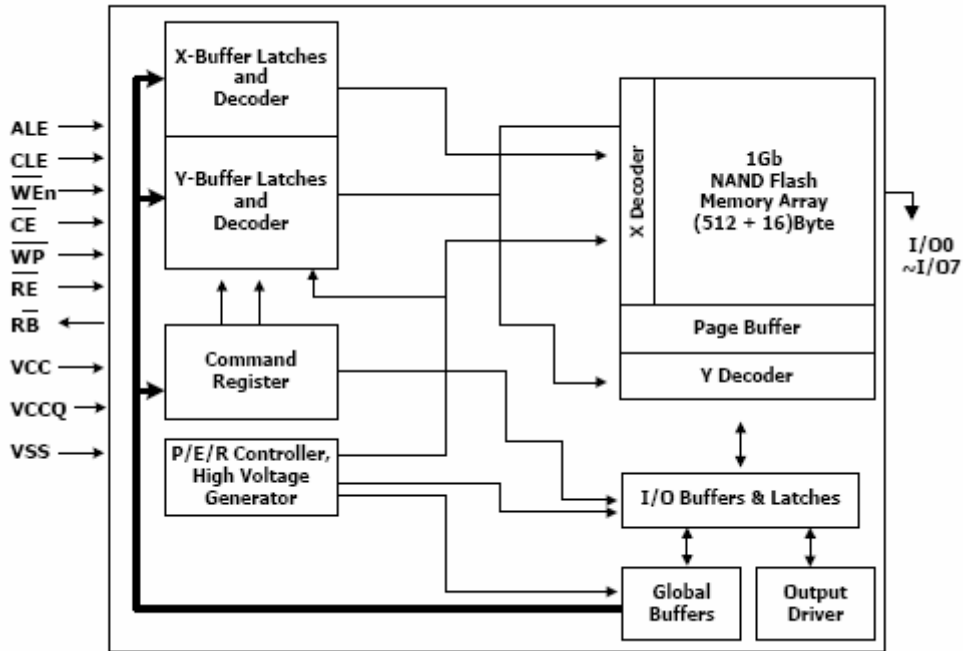 X-Buffer Latches
and
Decoder
Y-Buffer Latches
and
Decoder
ALE
CLE
WEn
CE
WP
RE
RB
VCC
VCCQ
VSS
Command
Register
P/E/R Controller,
High Voltage
Generator
X Decoder
1Gb
NAND Flash
Memory Array
(512 + 16)Byte
Page Buffer
Y Decoder
I/O0
~I/O7
I/O Buffers & Latches
Global
Buffers
Output
Driver